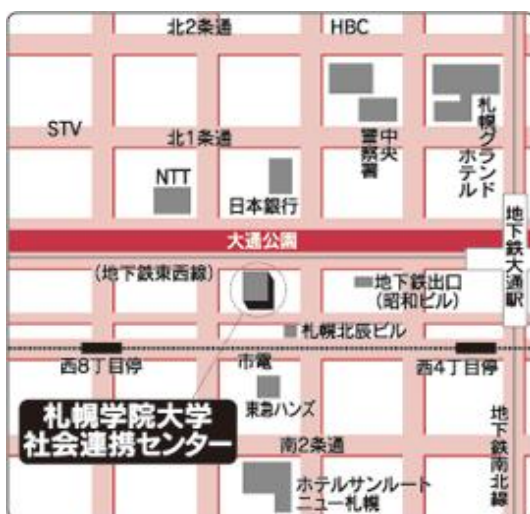 北2条通
HBC
STV
北1条通
中央
警察署
札幌グランド
ホテル
NTT
日本銀行
地下鉄大通駅
大通公園
(地下鉄東西線)
地下鉄出口
(昭和ビル)
札幌北辰ビル
西8丁目停
市電
西4丁目停
札幌学院大学
社会連携センター
東急ハンズ
南2条通
地下鉄南北線
ホテルサンルート
ニュー札幌